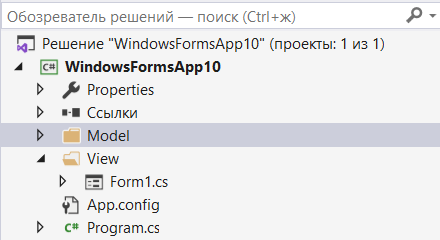 Обозреватель решений — поиск (Ctrl+ж)
Решение "WindowsFormsApp10" (проекты: 1 из 1)
C# WindowsFormsApp10
Properties
Ссылки
Model
View
Form1.cs
App.config
C# Program.cs